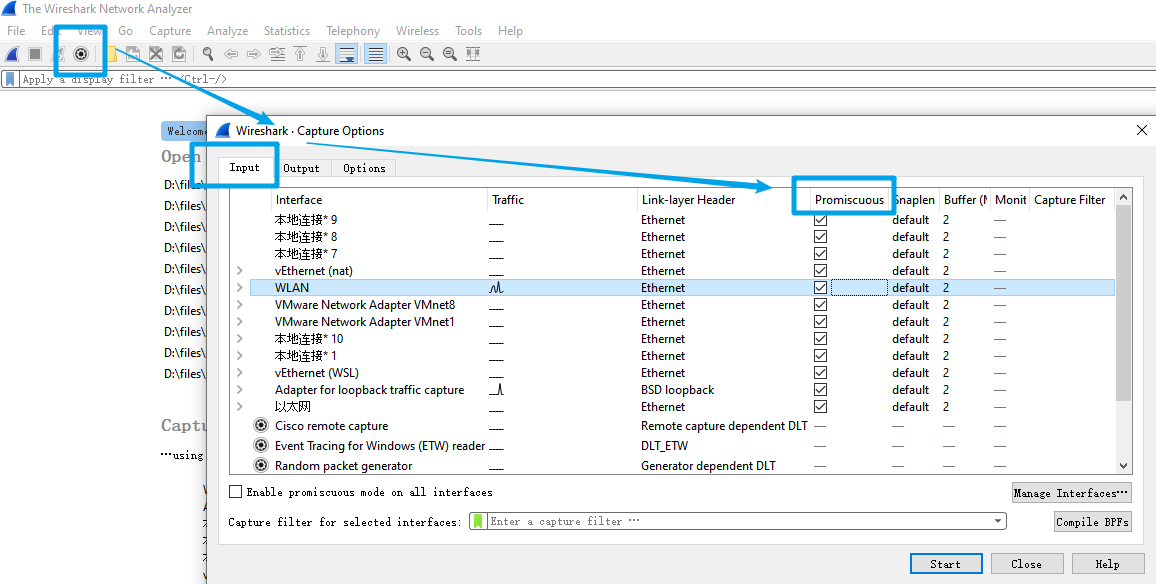 The Wireshark Network Analyzer
File Edit View Go Capture Analyze Statistics Telephony Wireless Tools Help
Apply a display filter … <Ctrl-/>
Welcome
Wireshark · Capture Options
Open
Input Output Options
Interface Traffic Link-layer Header Promiscuous Snaplen Buffer (M Monit Capture Filter
D:\files\
本地连接* 9 Ethernet default 2 —
D:\files\
本地连接* 8 Ethernet default 2 —
D:\files\
本地连接* 7 Ethernet default 2 —
D:\files\
vEthernet (nat) Ethernet default 2 —
D:\files\
WLAN Ethernet default 2 —
D:\files\
VMware Network Adapter VMnet8 Ethernet default 2 —
D:\files\
VMware Network Adapter VMnet1 Ethernet default 2 —
D:\files\
本地连接* 10 Ethernet default 2 —
D:\files\
本地连接* 1 Ethernet default 2 —
D:\files\
vEthernet (WSL) Ethernet default 2 —
Adapter for loopback traffic capture BSD loopback default 2 —
以太网 Ethernet default 2 —
Captu
Cisco remote capture Remote capture dependent DLT — — — —
Event Tracing for Windows (ETW) reader DLT_ETW — — — —
…using
Random packet generator Generator dependent DLT — — — —
Enable promiscuous mode on all interfaces Manage Interfaces…
Capture filter for selected interfaces: Enter a capture filter … Compile BPFs
Start Close Help